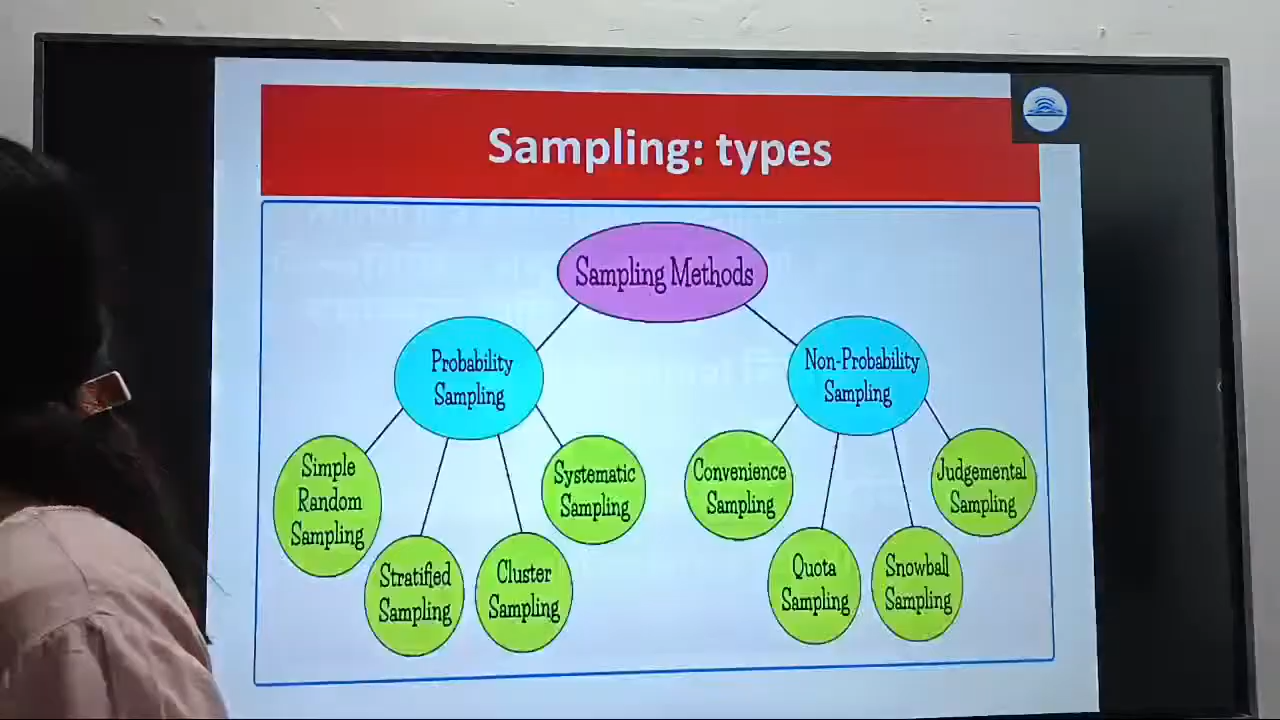 Sampling: types
Sampling Methods
Probability
Sampling
Non-Probability
Sampling
Simple
Random
Sampling
Stratified
Sampling
Cluster
Sampling
Systematic
Sampling
Convenience
Sampling
Quota
Sampling
Snowball
Sampling
Judgemental
Sampling